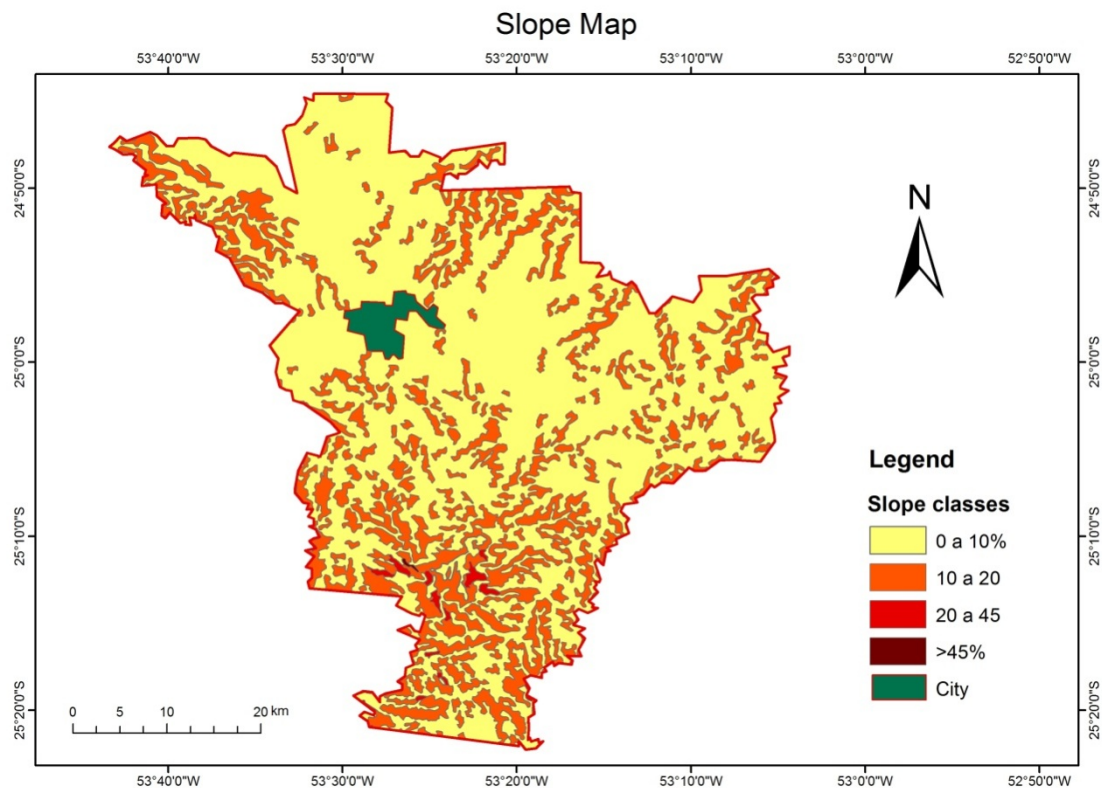 Slope Map
53°40'0"W 53°30'0"W 53°20'0"W 53°10'0"W 53°0'0"W 52°50'0"W
24°50'0"S 24°50'0"S
N
25°0'0"S 25°0'0"S
Legend
Slope classes
0 a 10%
25°10'0"S 25°10'0"S
10 a 20
20 a 45
>45%
City
25°20'0"S 25°20'0"S
0 5 10 20 km
53°40'0"W 53°30'0"W 53°20'0"W 53°10'0"W 53°0'0"W 52°50'0"W